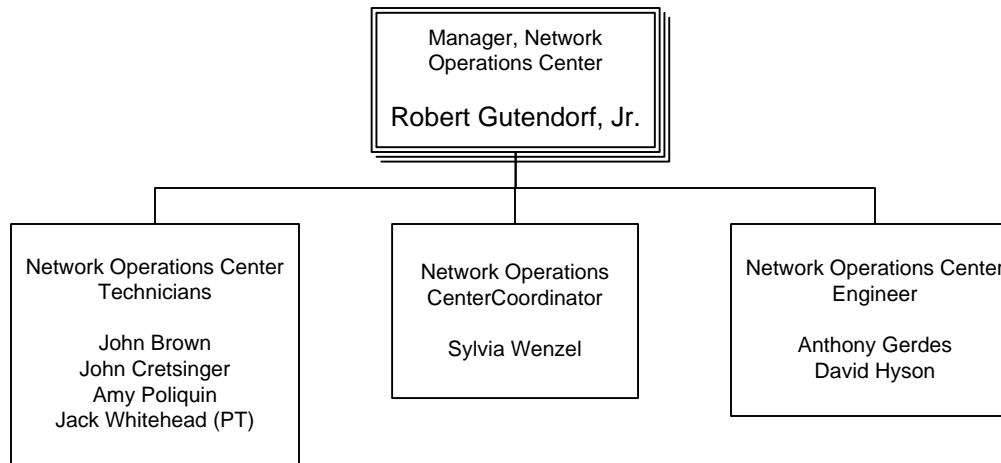 Manager, Network
Operations Center
Robert Gutendorf, Jr.
Network Operations Center
Technicians
John Brown
John Cretsinger
Amy Poliquin
Jack Whitehead (PT)
Network Operations
CenterCoordinator
Sylvia Wenzel
Network Operations Center
Engineer
Anthony Gerdes
David Hyson